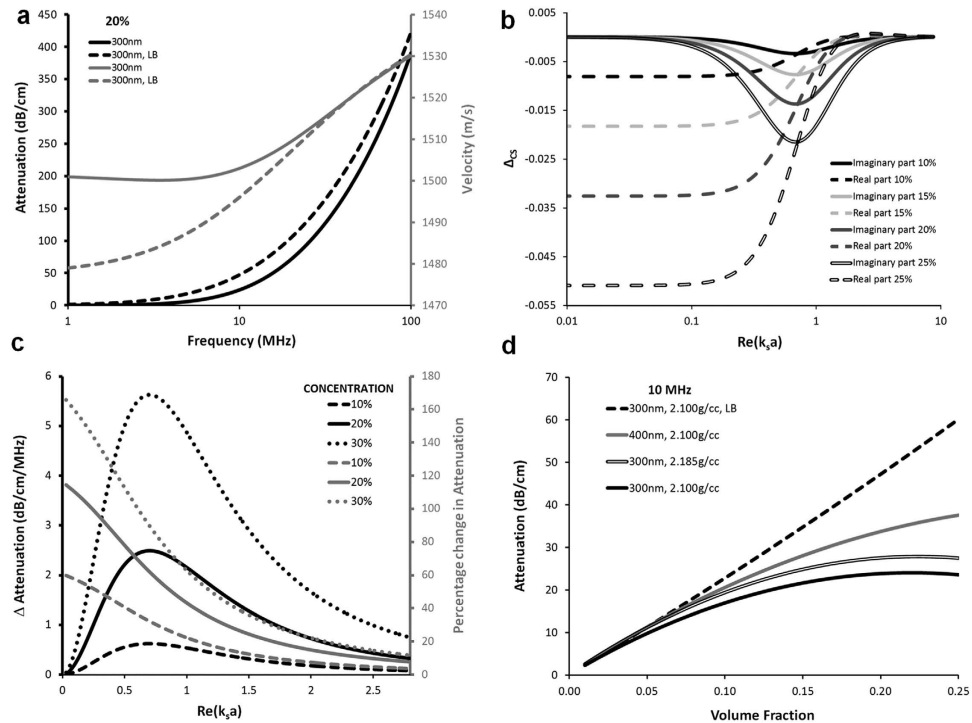 a
20%
300nm
300nm, LB
300nm
300nm, LB
Attenuation (dB/cm)
450
400
350
300
250
200
150
100
50
0
1540
1530
1520
1510
1500
1490
1480
1470
Velocity (m/s)
1
10
100
Frequency (MHz)
b
0.005
-0.005
-0.015
-0.025
-0.035
-0.045
-0.055
ΔCS
Imaginary part 10%
Real part 10%
Imaginary part 15%
Real part 15%
Imaginary part 20%
Real part 20%
Imaginary part 25%
Real part 25%
0.01
0.1
1
10
Re(ksa)
c
CONCENTRATION
10%
20%
30%
10%
20%
30%
Δ Attenuation (dB/cm/MHz)
6
5
4
3
2
1
0
180
160
140
120
100
80
60
40
20
0
Percentage change in Attenuation
0
0.5
1
1.5
2
2.5
Re(ksa)
d
10 MHz
300nm, 2.100g/cc, LB
400nm, 2.100g/cc
300nm, 2.185g/cc
300nm, 2.100g/cc
Attenuation (dB/cm)
70
60
50
40
30
20
10
0
0.00
0.05
0.10
0.15
0.20
0.25
Volume Fraction